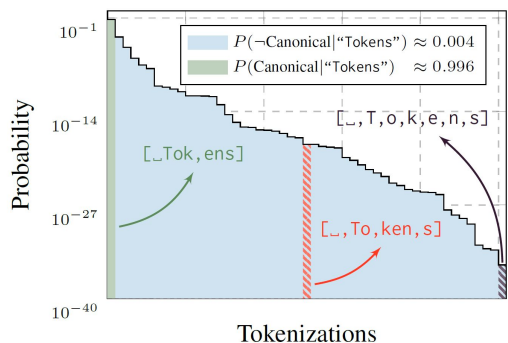 10⁻¹
10⁻¹⁴
10⁻²⁷
10⁻⁴⁰
Probability
P(¬Canonical|“Tokens”) ≈ 0.004
P(Canonical|“Tokens”) ≈ 0.996
[␣,T,o,k,e,n,s]
[␣Tok,ens]
[␣,To,ken,s]
Tokenizations